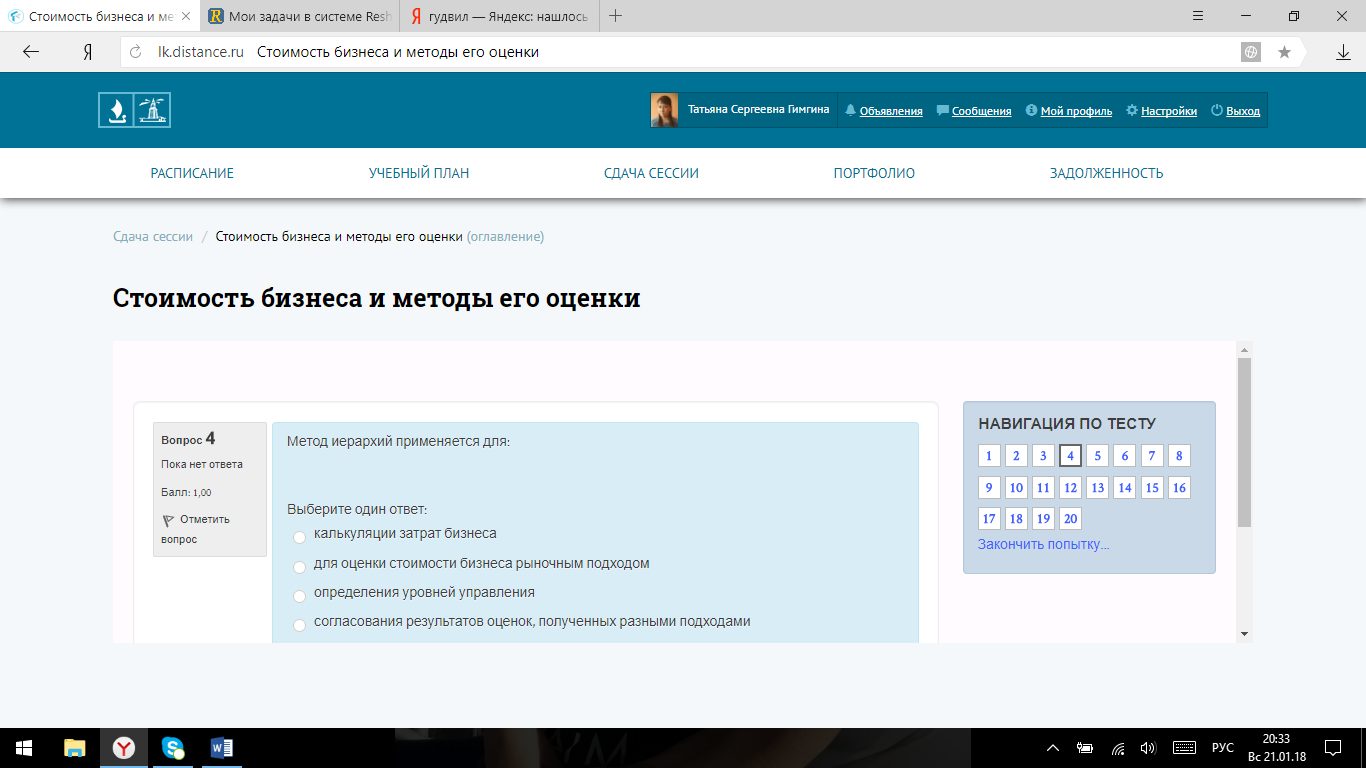 Стоимость бизнеса и ме
Мои задачи в системе Resh
гудвил — Яндекс: нашлось
lk.distance.ru Стоимость бизнеса и методы его оценки
Татьяна Сергеевна Гимгина Объявления Сообщения Мой профиль Настройки Выход
РАСПИСАНИЕ УЧЕБНЫЙ ПЛАН СДАЧА СЕССИИ ПОРТФОЛИО ЗАДОЛЖЕННОСТЬ
Сдача сессии / Стоимость бизнеса и методы его оценки (оглавление)
Стоимость бизнеса и методы его оценки
Вопрос 4
Пока нет ответа
Балл: 1,00
Отметить
вопрос
Метод иерархий применяется для:
Выберите один ответ:
калькуляции затрат бизнеса
для оценки стоимости бизнеса рыночным подходом
определения уровней управления
согласования результатов оценок, полученных разными подходами
НАВИГАЦИЯ ПО ТЕСТУ
1 2 3 4 5 6 7 8
9 10 11 12 13 14 15 16
17 18 19 20
Закончить попытку...
РУС
20:33
Вс 21.01.18